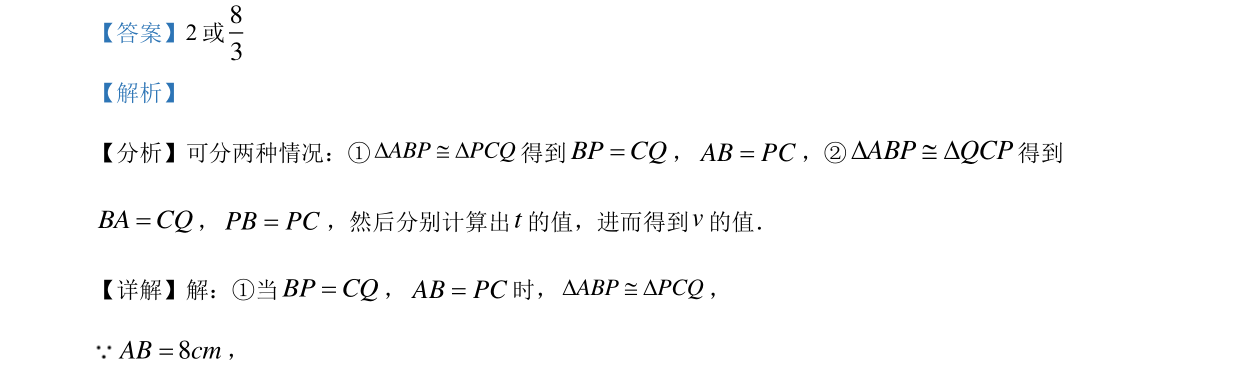 【答案】2 或 8/3
【解析】
【分析】可分两种情况：①ΔABP≅ΔPCQ得到BP=CQ，AB=PC，②ΔABP≅ΔQCP得到
BA=CQ，PB=PC，然后分别计算出t的值，进而得到v的值．
【详解】解：①当BP=CQ，AB=PC时，ΔABP≅ΔPCQ，
∵AB=8cm，